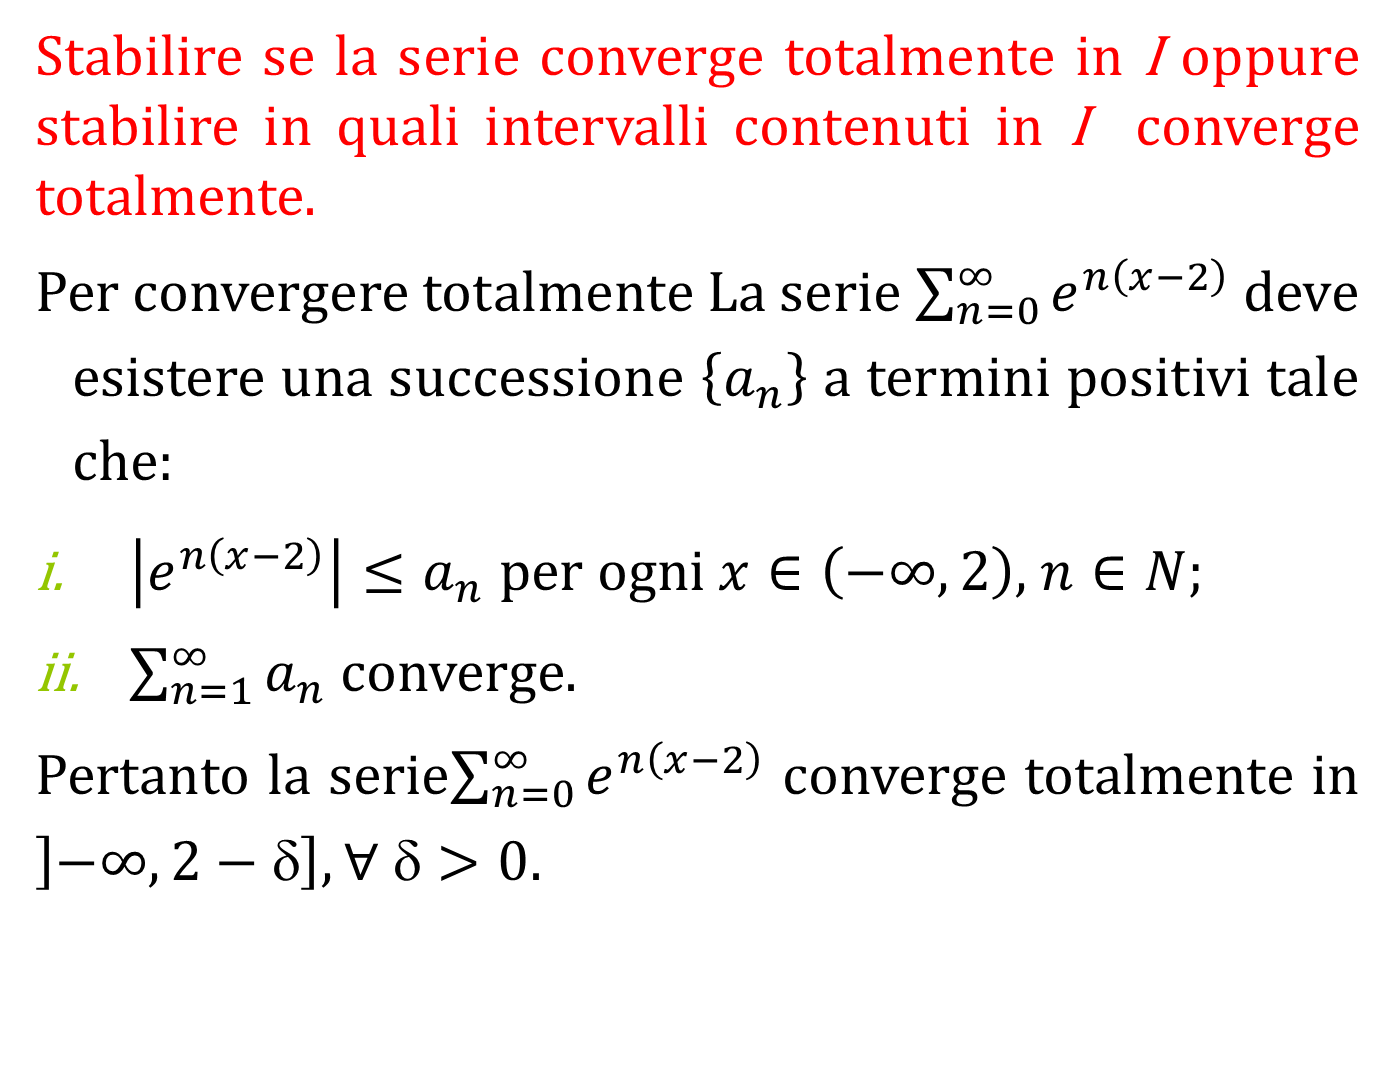 Stabilire se la serie converge totalmente in I oppure
stabilire in quali intervalli contenuti in I converge
totalmente.
Per convergere totalmente La serie ∑_{n=0}^{∞} e^{n(x−2)} deve
esistere una successione {a_n} a termini positivi tale
che:
i. |e^{n(x−2)}| ≤ a_n per ogni x ∈ (−∞, 2), n ∈ N;
ii. ∑_{n=1}^{∞} a_n converge.
Pertanto la serie∑_{n=0}^{∞} e^{n(x−2)} converge totalmente in
]−∞, 2 − δ], ∀ δ > 0.